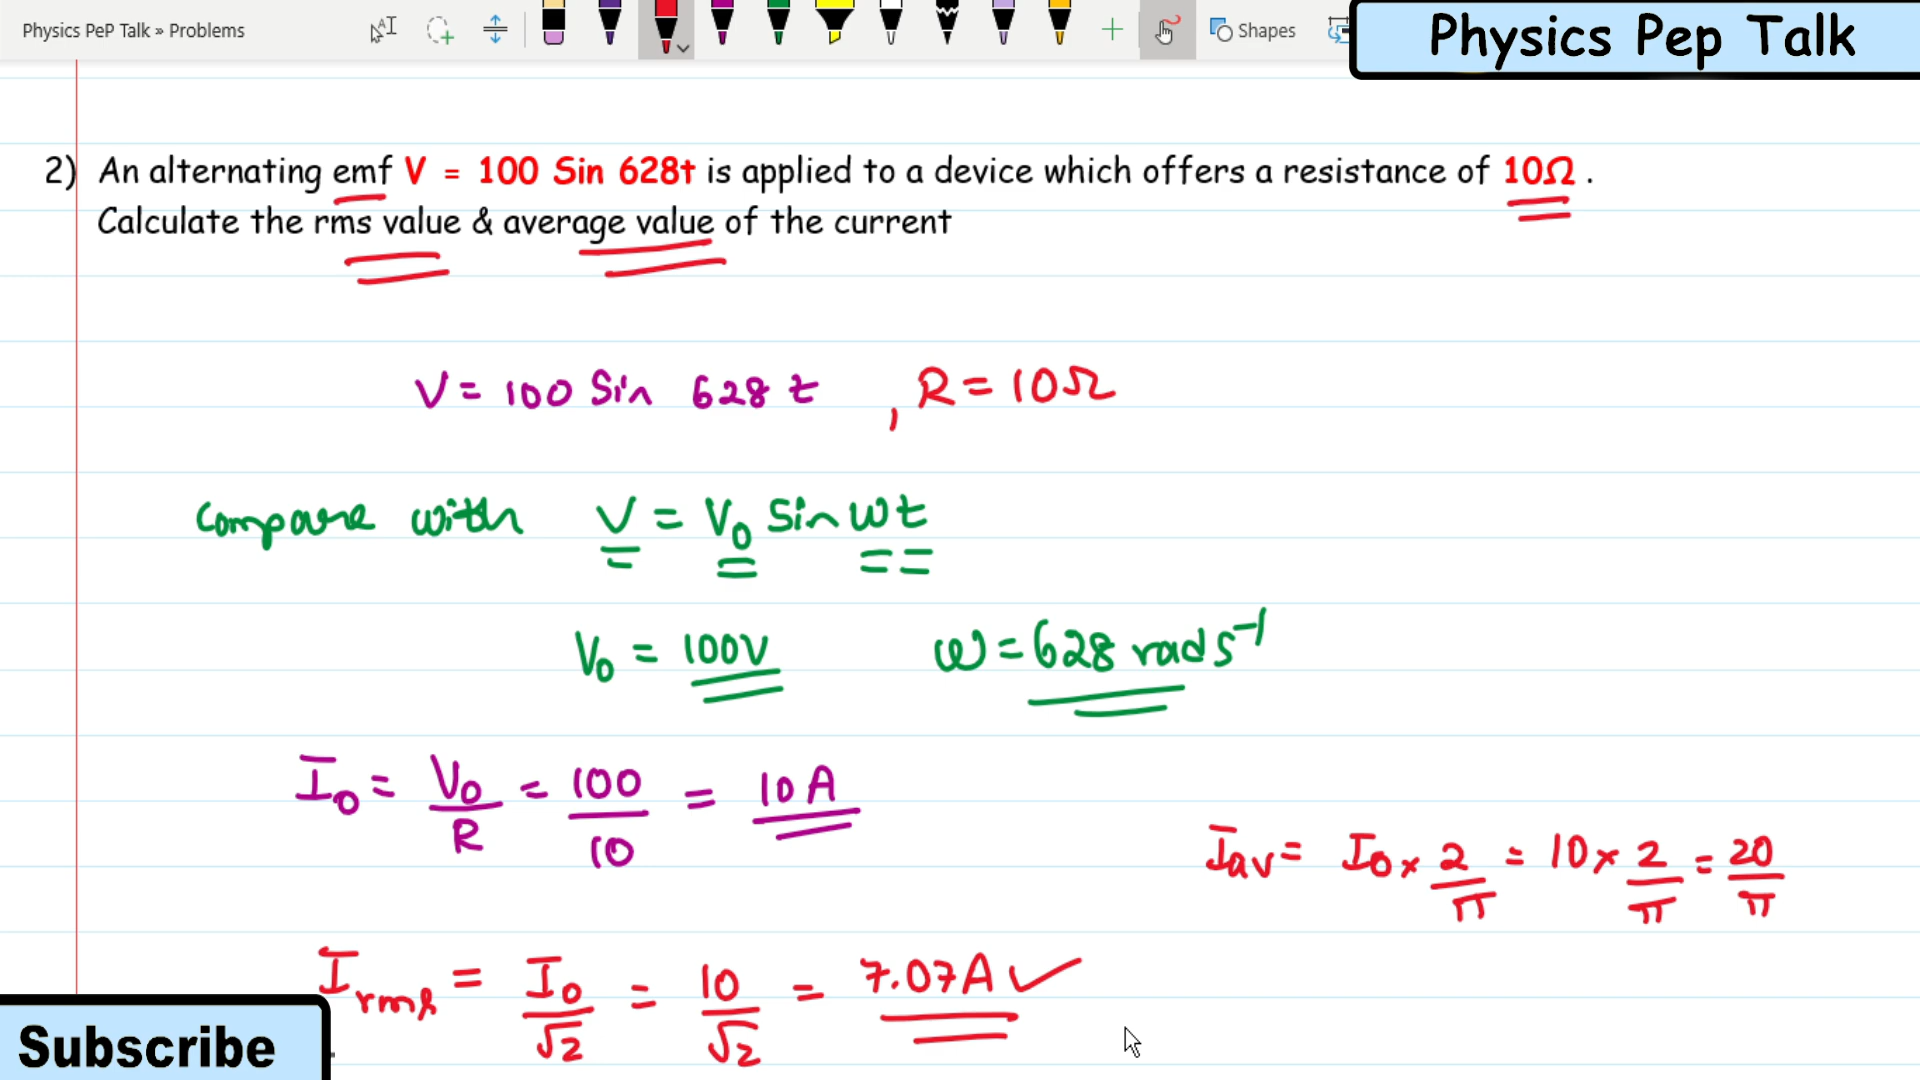 Physics PeP Talk » Problems
Shapes
Physics Pep Talk
2) An alternating emf V = 100 Sin 628t is applied to a device which offers a resistance of 10Ω .
Calculate the rms value & average value of the current
V = 100 Sin 628 t , R = 10Ω
Compare with V = V₀ Sin ωt
V₀ = 100V ω = 628 rad s⁻¹
I₀ = V₀/R = 100/10 = 10A
Iav = I₀ × 2/π = 10 × 2/π = 20/π
Irms = I₀/√2 = 10/√2 = 7.07A ✓
Subscribe